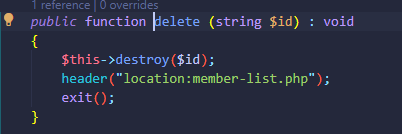 1 reference | 0 overrides
public function delete (string $id) : void
{
$this->destroy($id);
header("location:member-list.php");
exit();
}